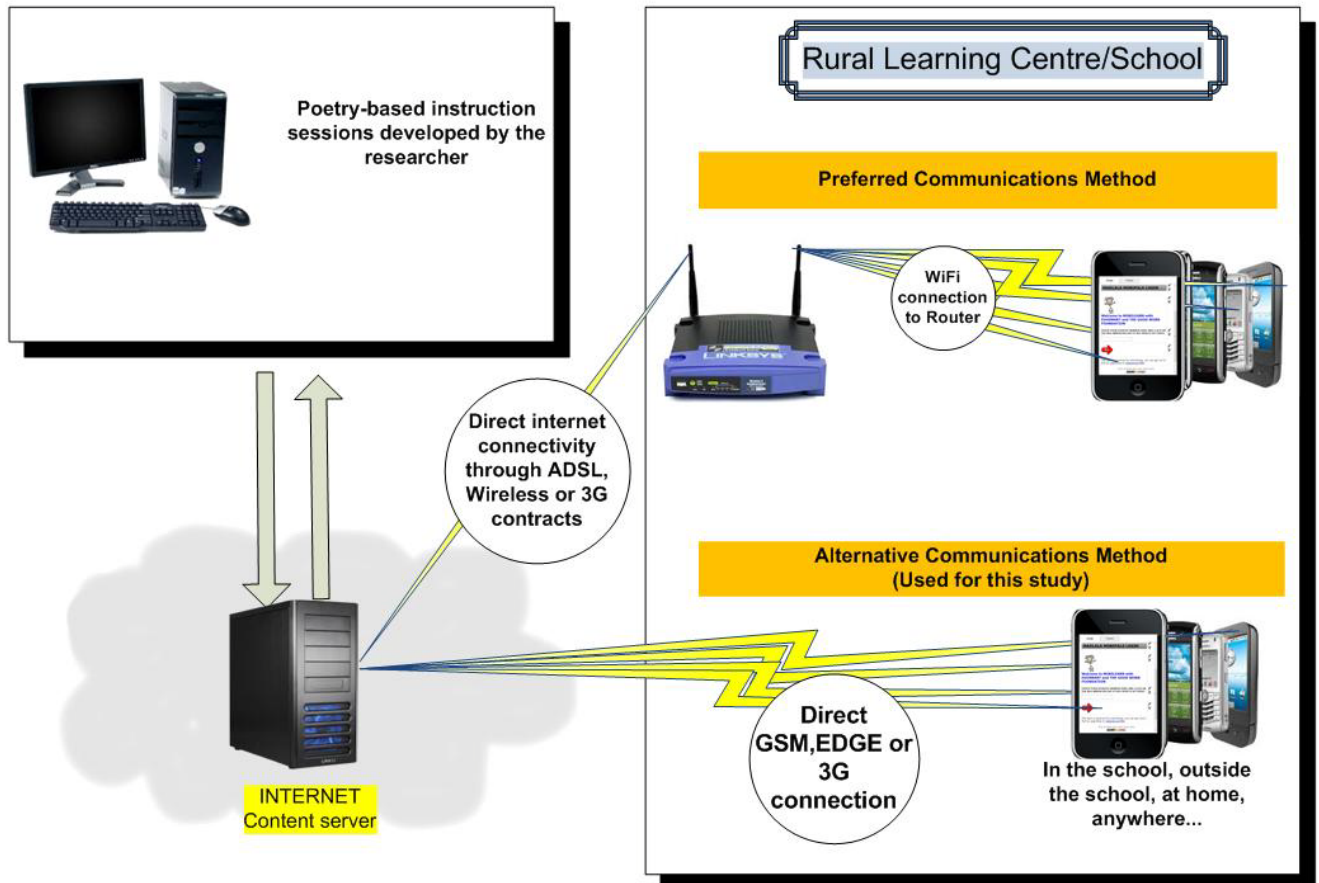 Poetry-based instruction
sessions developed by the
researcher
Rural Learning Centre/School
Preferred Communications Method
WiFi
connection
to Router
LINKSYS
Direct internet
connectivity
through ADSL,
Wireless or 3G
contracts
Alternative Communications Method
(Used for this study)
Direct
GSM,EDGE or
3G
connection
In the school, outside
the school, at home,
anywhere...
INTERNET
Content server